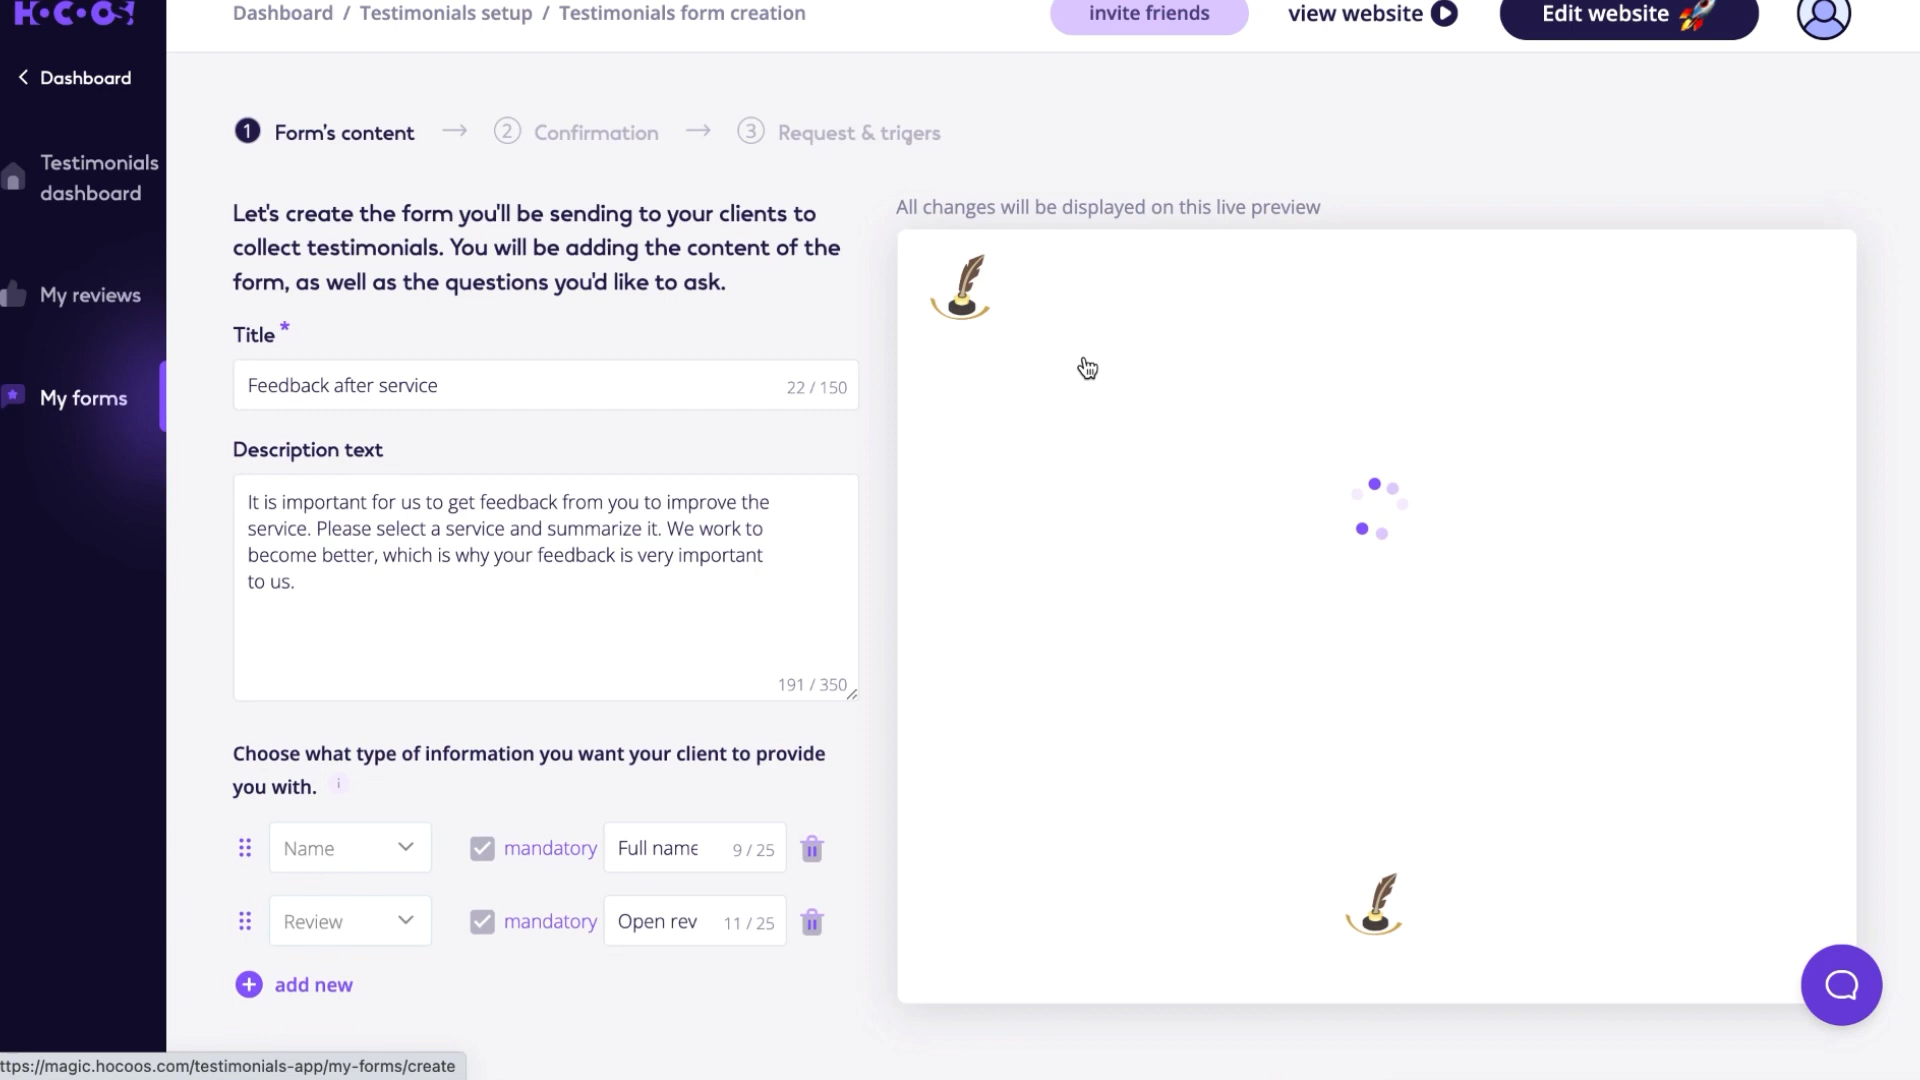 HOCOOS
Dashboard / Testimonials setup / Testimonials form creation
invite friends
view website
Edit website
Dashboard
Testimonials
dashboard
My reviews
My forms
1 Form's content → 2 Confirmation → 3 Request & trigers
Let's create the form you'll be sending to your clients to
collect testimonials. You will be adding the content of the
form, as well as the questions you'd like to ask.
Title *
Feedback after service 22 / 150
Description text
It is important for us to get feedback from you to improve the
service. Please select a service and summarize it. We work to
become better, which is why your feedback is very important
to us.
191 / 350
Choose what type of information you want your client to provide
you with. i
Name mandatory Full name 9 / 25
Review mandatory Open rev 11 / 25
+ add new
All changes will be displayed on this live preview
ttps://magic.hocoos.com/testimonials-app/my-forms/create